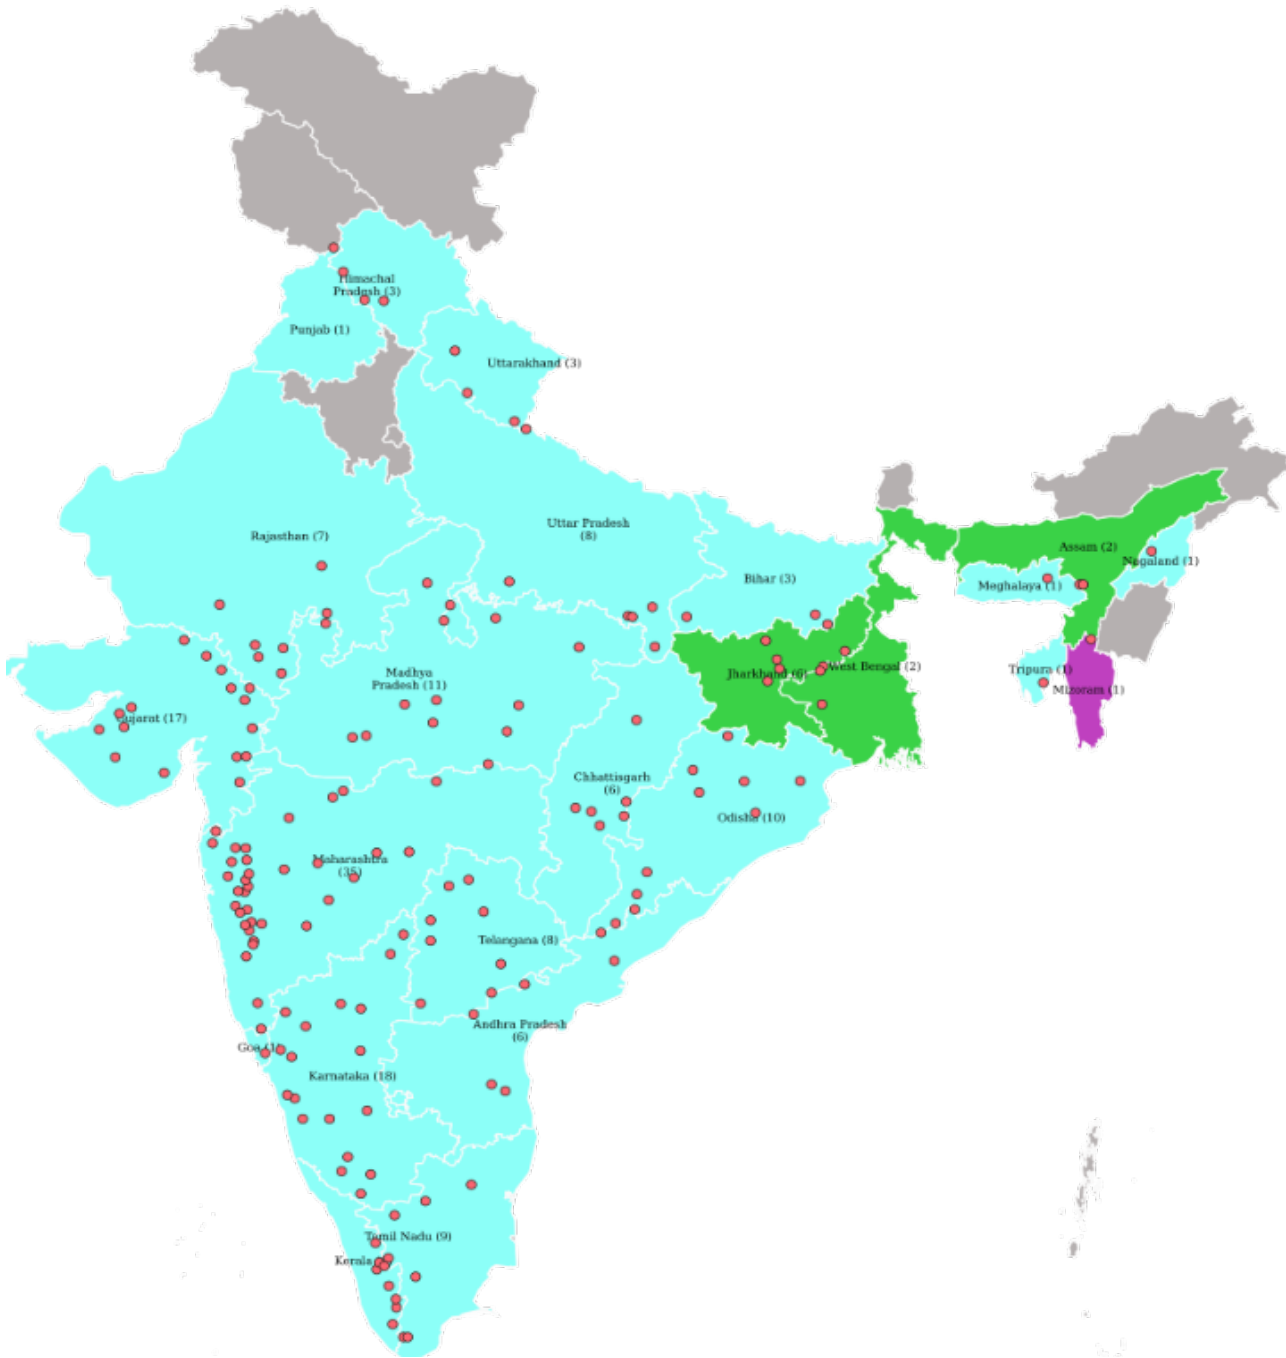 Himachal
Pradesh (3)
Punjab (1)
Uttarakhand (3)
Uttar Pradesh
(8)
Rajasthan (7)
Bihar (3)
Assam (2)
Nagaland (1)
Meghalaya (1)
Jharkhand (6)
West Bengal (2)
Tripura (1)
Mizoram (1)
Madhya
Pradesh (11)
Gujarat (17)
Chhattisgarh
(6)
Odisha (10)
Maharashtra
(35)
Telangana (8)
Andhra Pradesh
(6)
Goa (1)
Karnataka (18)
Tamil Nadu (9)
Kerala